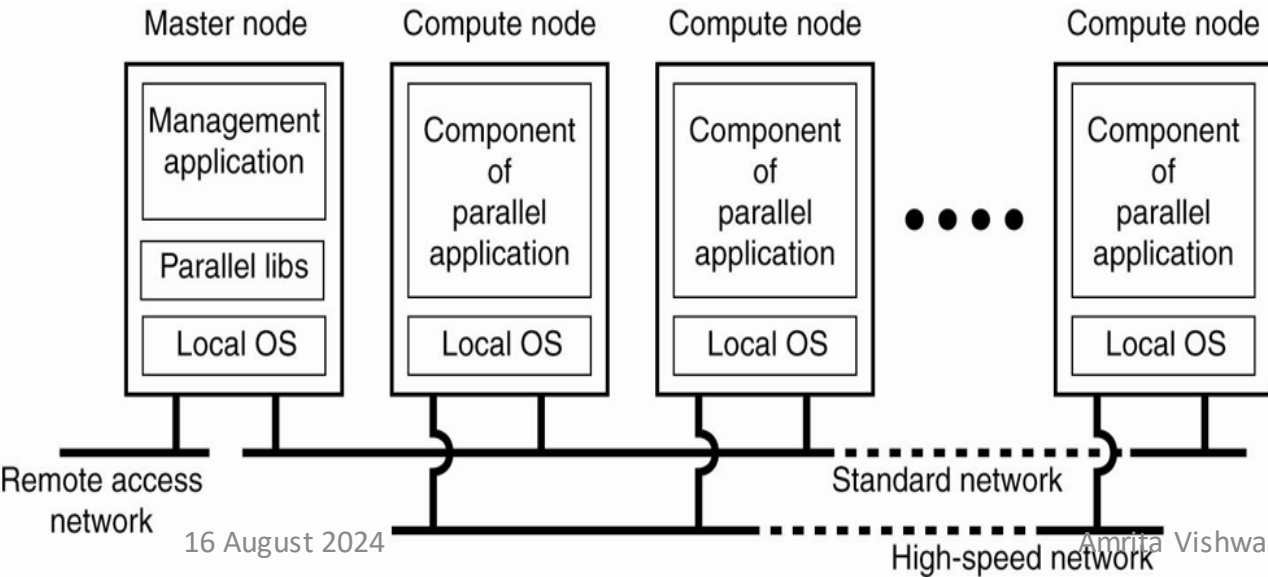 Master node
Compute node
Compute node
Compute node
Management
application
Parallel libs
Local OS
Component
of
parallel
application
Local OS
Component
of
parallel
application
Local OS
Component
of
parallel
application
Local OS
Remote access
network
Standard network
High-speed network
16 August 2024
Amrita Vishwa